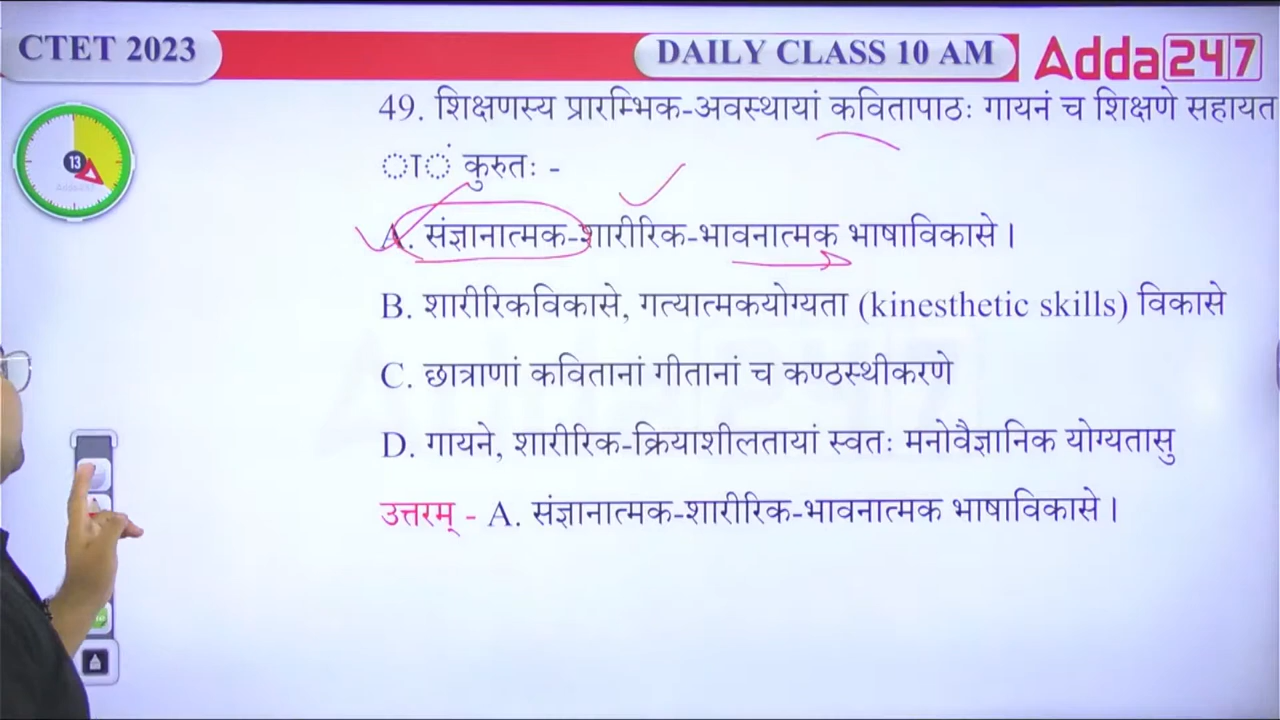 CTET 2023
DAILY CLASS 10 AM
Adda247
13
49. शिक्षणस्य प्रारम्भिक-अवस्थायां कवितापाठः गायनं च शिक्षणे सहायत
ां कुरुतः -
A. संज्ञानात्मक-शारीरिक-भावनात्मक भाषाविकासे।
B. शारीरिकविकासे, गत्यात्मकयोग्यता (kinesthetic skills) विकासे
C. छात्राणां कवितानां गीतानां च कण्ठस्थीकरणे
D. गायने, शारीरिक-क्रियाशीलतायां स्वतः मनोवैज्ञानिक योग्यतासु
उत्तरम् - A. संज्ञानात्मक-शारीरिक-भावनात्मक भाषाविकासे।